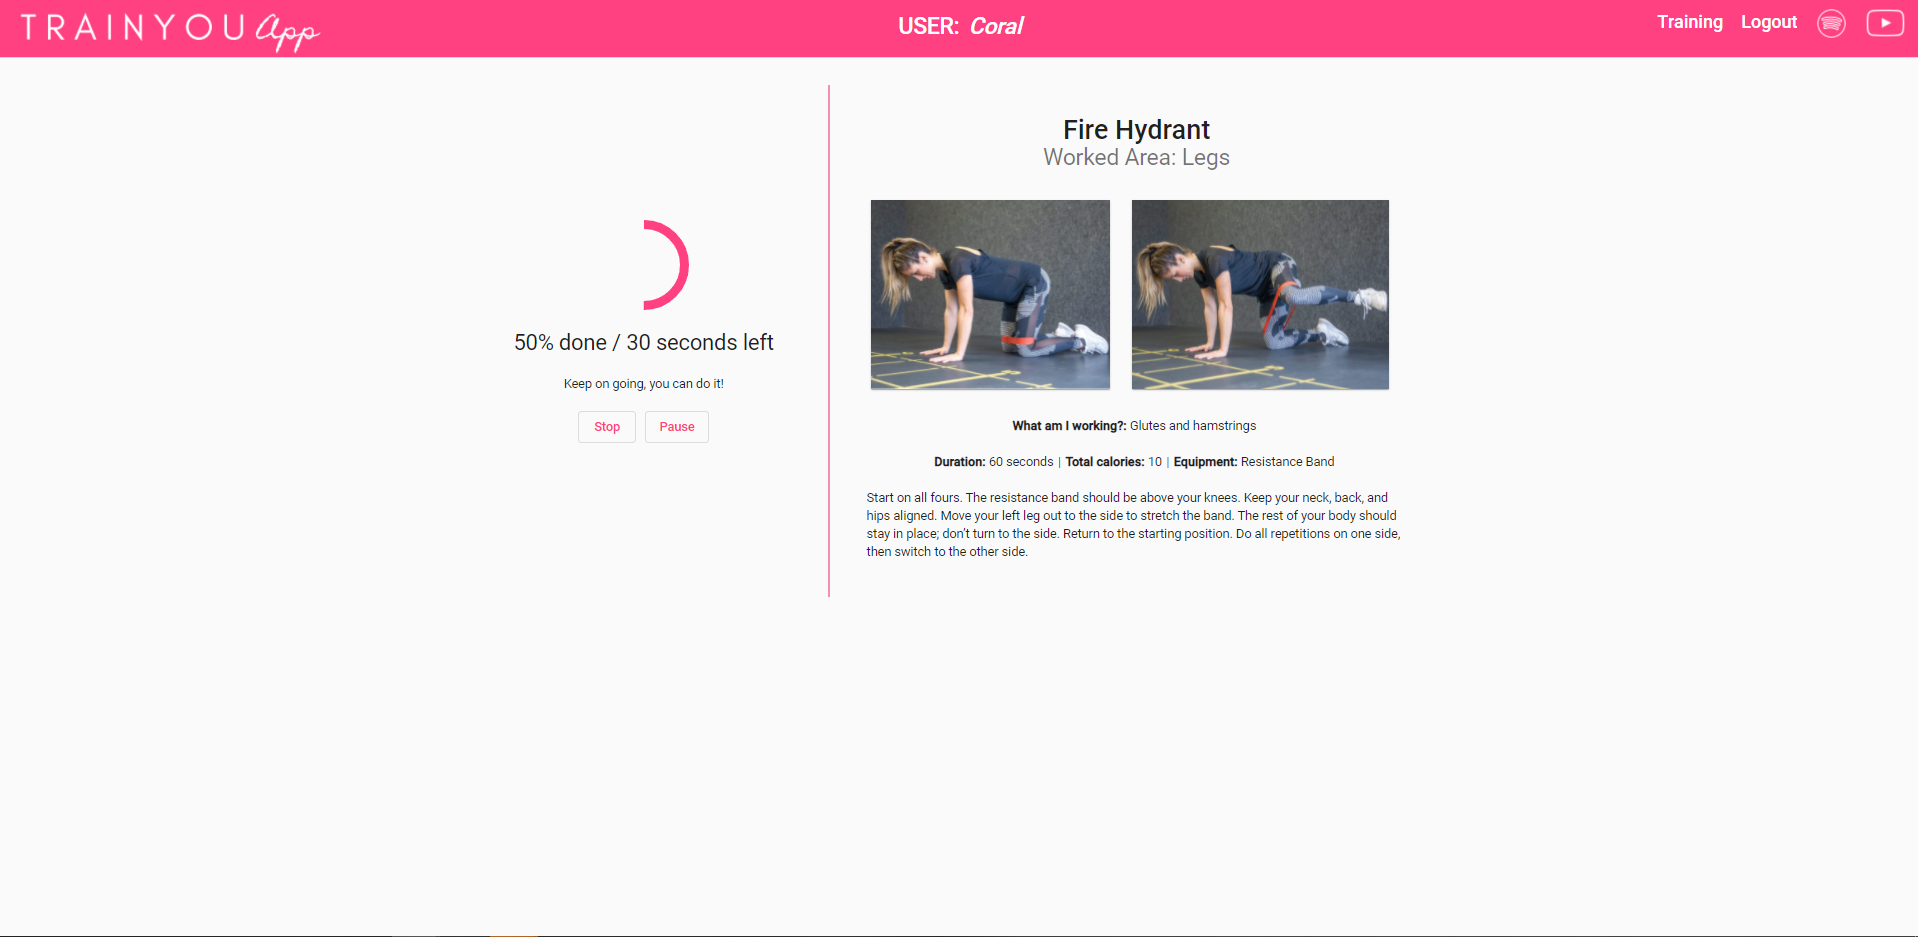 TRAINYOU App
USER: Coral
Training Logout
50% done / 30 seconds left
Keep on going, you can do it!
Stop Pause
Fire Hydrant
Worked Area: Legs
What am I working?: Glutes and hamstrings
Duration: 60 seconds | Total calories: 10 | Equipment: Resistance Band
Start on all fours. The resistance band should be above your knees. Keep your neck, back, and
hips aligned. Move your left leg out to the side to stretch the band. The rest of your body should
stay in place; don’t turn to the side. Return to the starting position. Do all repetitions on one side,
then switch to the other side.